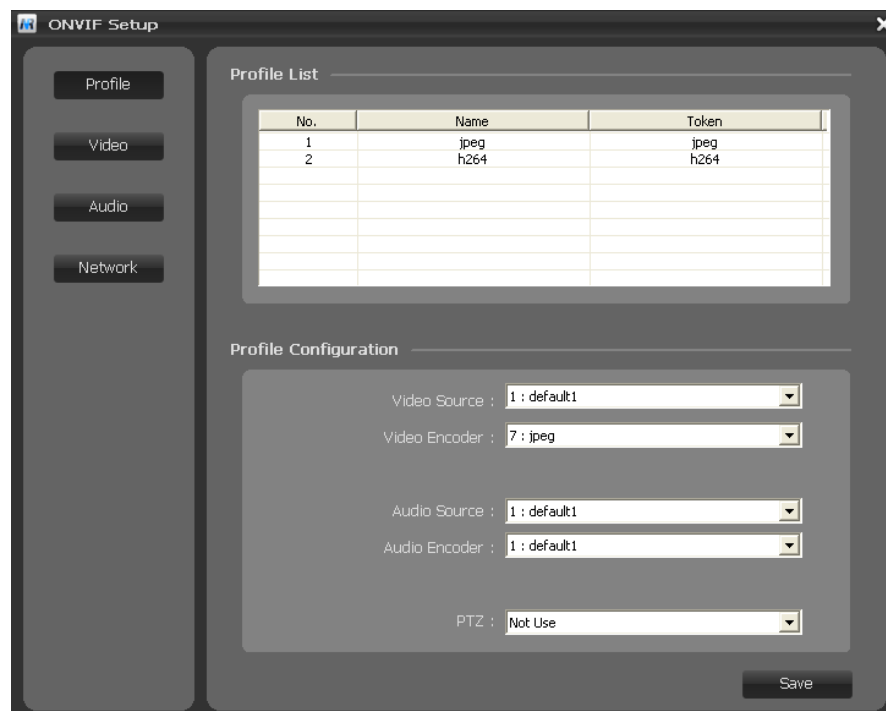 ONVIF Setup
Profile
Video
Audio
Network
Profile List
No. Name Token
1 jpeg jpeg
2 h264 h264
Profile Configuration
Video Source : 1 : default1
Video Encoder : 7 : jpeg
Audio Source : 1 : default1
Audio Encoder : 1 : default1
PTZ : Not Use
Save